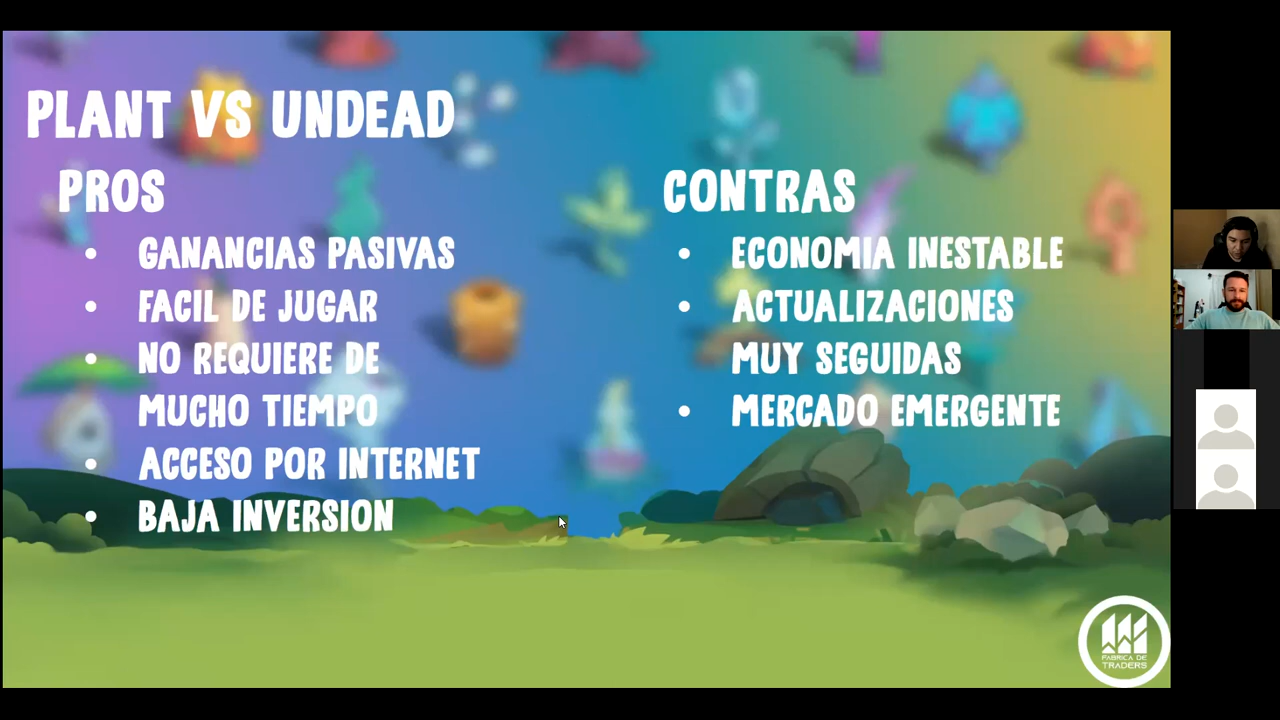 PLANT VS UNDEAD
PROS
• GANANCIAS PASIVAS
• FACIL DE JUGAR
• NO REQUIERE DE
MUCHO TIEMPO
• ACCESO POR INTERNET
• BAJA INVERSION
CONTRAS
• ECONOMIA INESTABLE
• ACTUALIZACIONES
MUY SEGUIDAS
• MERCADO EMERGENTE
FABRICA DE
TRADERS